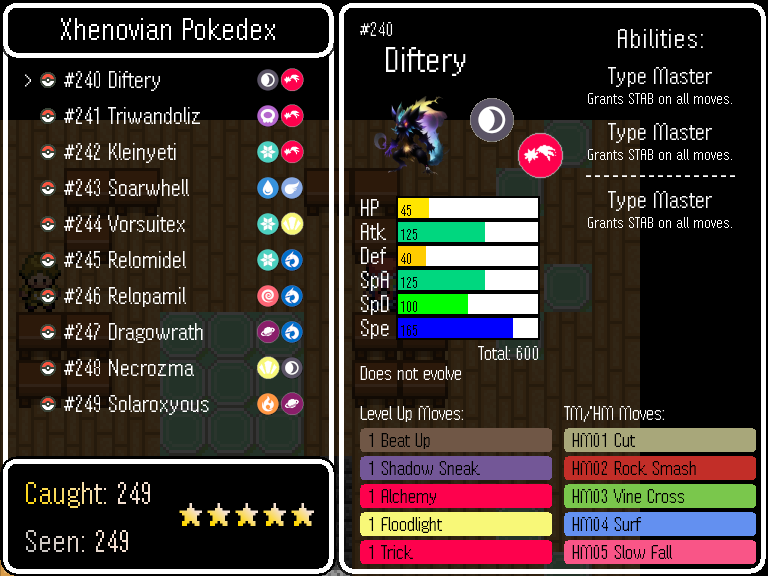 Xhenovian Pokedex
#240 Diftery
#241 Triwandoliz
#242 Kleinyeti
#243 Soarwhell
#244 Vorsuitex
#245 Relomidel
#246 Relopamil
#247 Dragowrath
#248 Necrozma
#249 Solaroxyous
Caught: 249
Seen: 249
#240
Diftery
HP 45
Atk 125
Def 40
SpA 125
SpD 100
Spe 165
Total: 600
Does not evolve
Abilities:
Type Master
Grants STAB on all moves.
Type Master
Grants STAB on all moves.
Type Master
Grants STAB on all moves.
Level Up Moves:
1 Beat Up
1 Shadow Sneak
1 Alchemy
1 Floodlight
1 Trick
TM/HM Moves:
HM01 Cut
HM02 Rock Smash
HM03 Vine Cross
HM04 Surf
HM05 Slow Fall